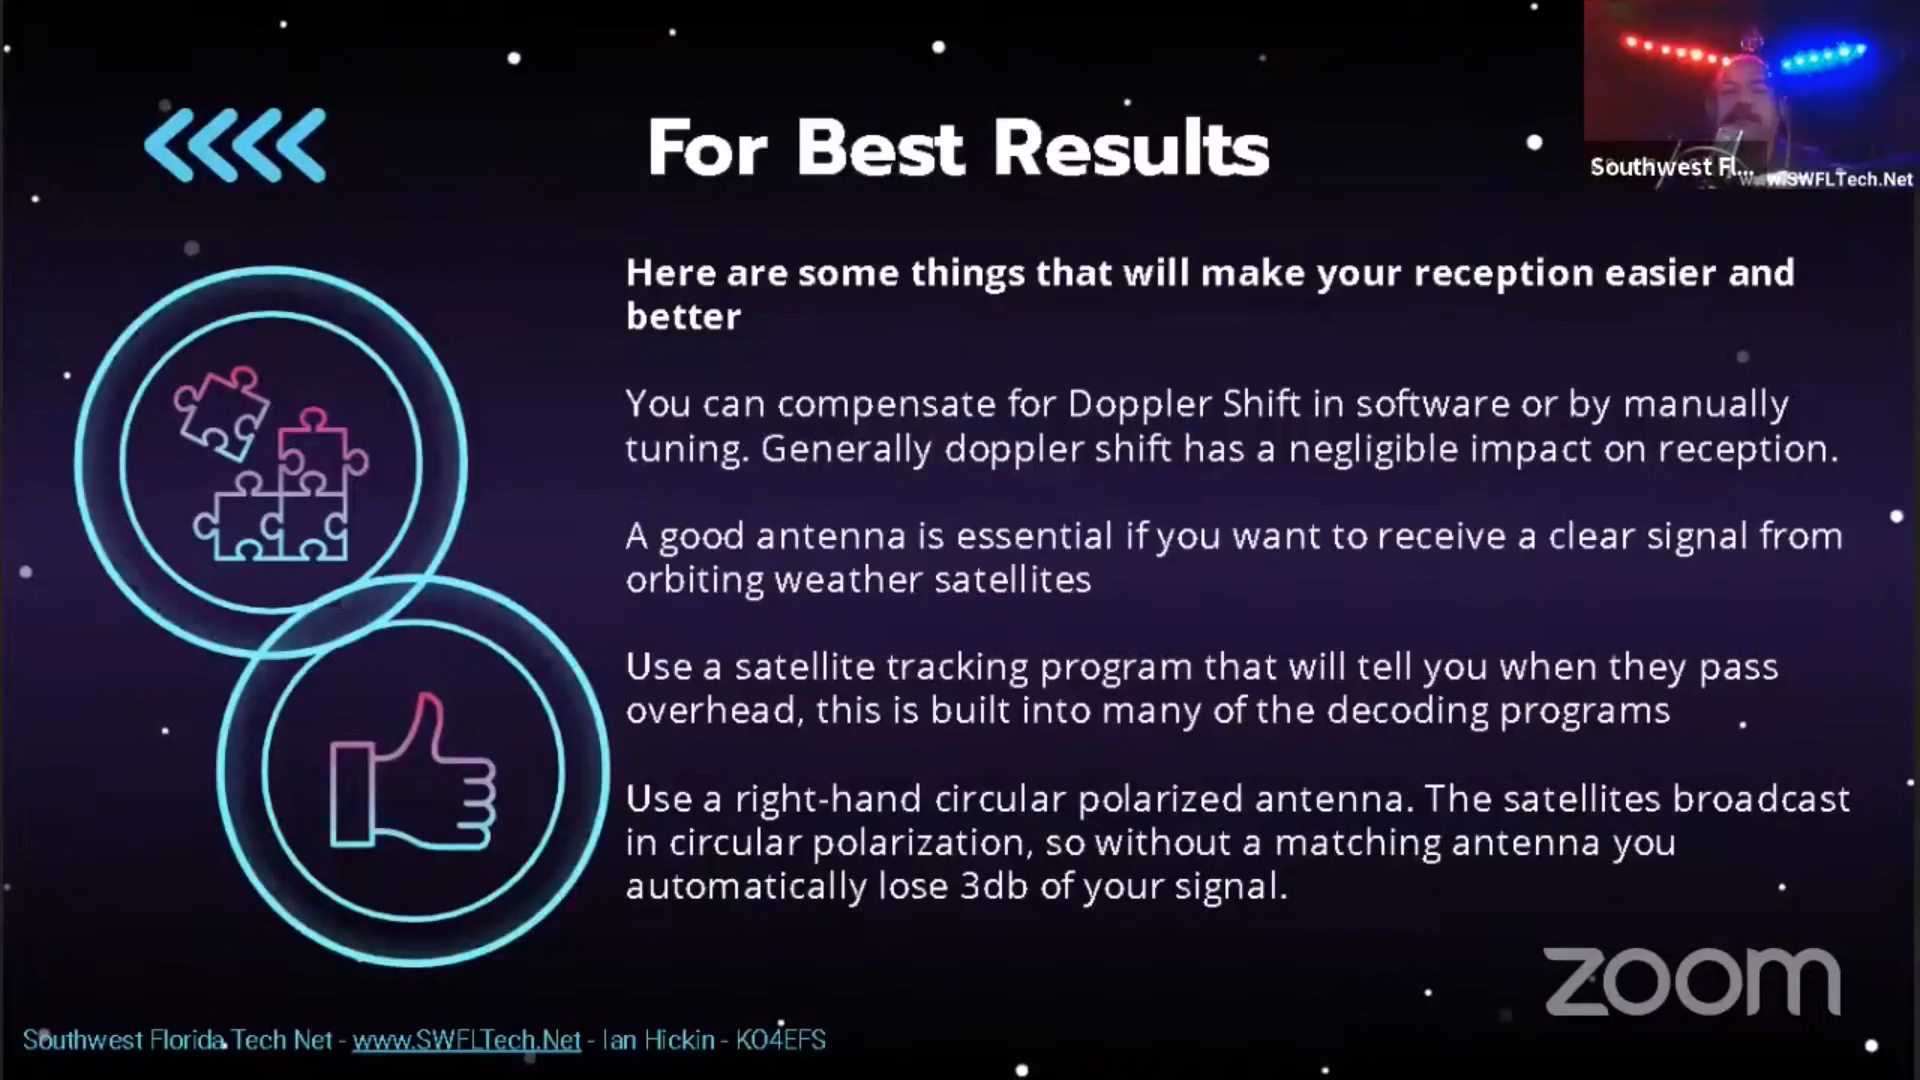 For Best Results
Southwest Fl...
www.SWFLTech.Net
Here are some things that will make your reception easier and
better
You can compensate for Doppler Shift in software or by manually
tuning. Generally doppler shift has a negligible impact on reception.
A good antenna is essential if you want to receive a clear signal from
orbiting weather satellites
Use a satellite tracking program that will tell you when they pass
overhead, this is built into many of the decoding programs
Use a right-hand circular polarized antenna. The satellites broadcast
in circular polarization, so without a matching antenna you
automatically lose 3db of your signal.
zoom
Southwest Florida Tech Net - www.SWFLTech.Net - Ian Hickin - KO4EFS